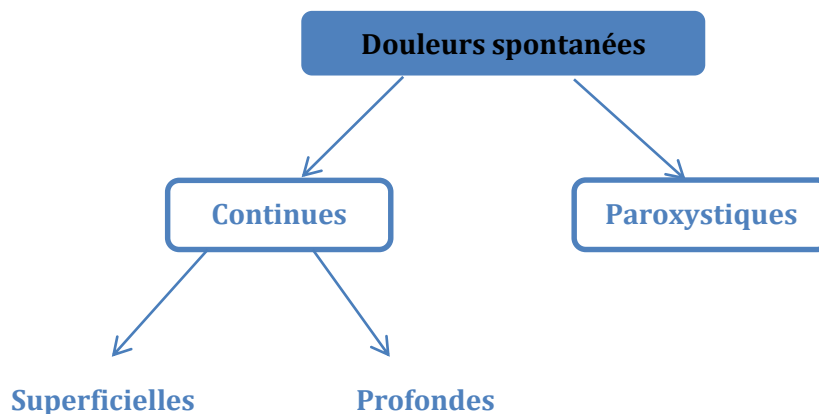 Douleurs spontanées
Continues
Paroxystiques
Superficielles
Profondes